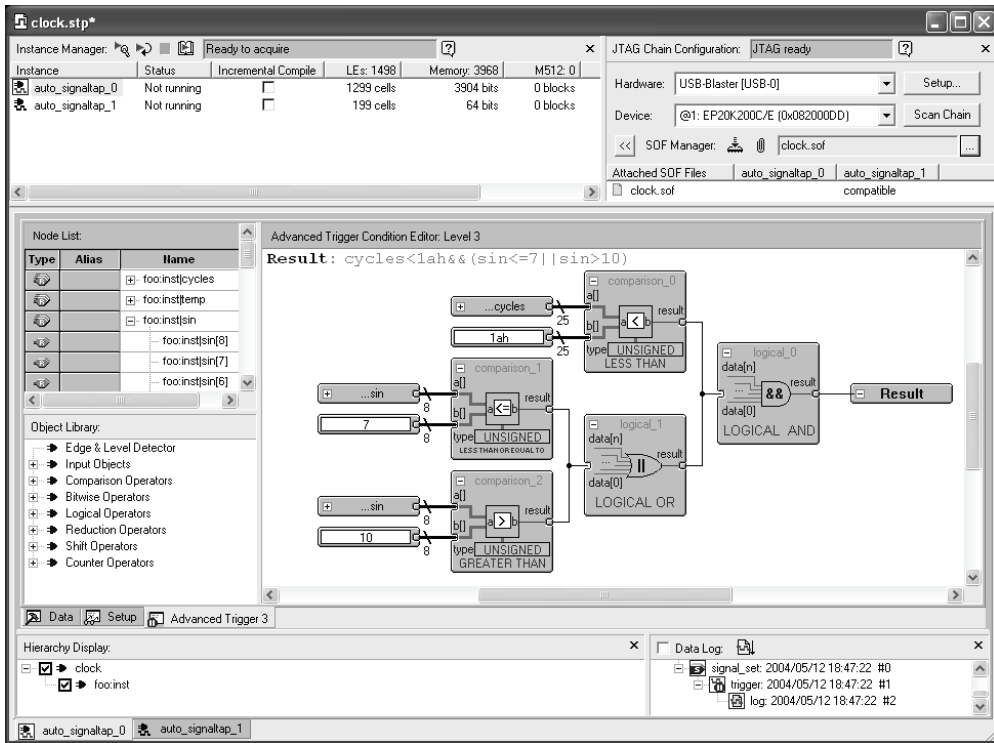 clock.stp*
Instance Manager: Ready to acquire
Instance Status Incremental Compile LEs: 1498 Memory: 3968 M512: 0
auto_signaltap_0 Not running 1299 cells 3904 bits 0 blocks
auto_signaltap_1 Not running 199 cells 64 bits 0 blocks
JTAG Chain Configuration: JTAG ready
Hardware: USB-Blaster [USB-0] Setup...
Device: @1: EP20K200C/E (0x082000DD) Scan Chain
<< SOF Manager: clock.sof ...
Attached SOF Files auto_signaltap_0 auto_signaltap_1
clock.sof compatible
Node List:
Type Alias Name
foo:inst|cycles
foo:inst|temp
foo:inst|sin
foo:inst|sin[8]
foo:inst|sin[7]
foo:inst|sin[6]
Object Library:
Edge & Level Detector
Input Objects
Comparison Operators
Bitwise Operators
Logical Operators
Reduction Operators
Shift Operators
Counter Operators
Advanced Trigger Condition Editor: Level 3
Result: cycles<1ah&&(sin<=7||sin>10)
...cycles
25
1ah
25
comparison_0
a[]
b[]
a < b
result
type UNSIGNED
LESS THAN
...sin
8
7
8
comparison_1
a[]
b[]
a <= b
result
type UNSIGNED
LESS THAN OR EQUAL TO
...sin
8
10
8
comparison_2
a[]
b[]
a > b
result
type UNSIGNED
GREATER THAN
logical_1
data[n]
...
||
result
data[0]
LOGICAL OR
logical_0
data[n]
...
&&
result
data[0]
LOGICAL AND
Result
Data Setup Advanced Trigger 3
Hierarchy Display:
clock
foo:inst
Data Log:
signal_set: 2004/05/12 18:47:22 #0
trigger: 2004/05/12 18:47:22 #1
log: 2004/05/12 18:47:22 #2
auto_signaltap_0 auto_signaltap_1